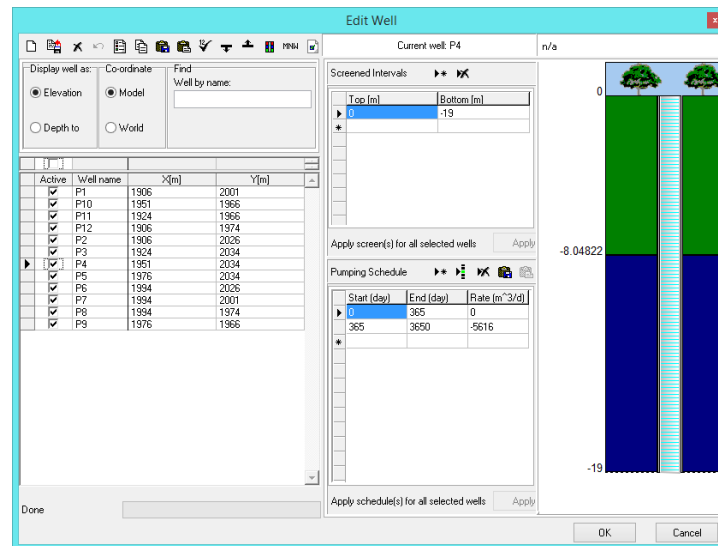 Edit Well
x
MNW
Current well: P4
n/a
Display well as:
Elevation
Depth to
Co-ordinate
Model
World
Find
Well by name:
Active Well name X[m] Y[m]
P1 1906 2001
P10 1951 1966
P11 1924 1966
P12 1906 1974
P2 1906 2026
P3 1924 2034
P4 1951 2034
P5 1976 2034
P6 1994 2026
P7 1994 2001
P8 1994 1974
P9 1976 1966
Done
Screened Intervals
Top [m] Bottom [m]
0 -19
Apply screen(s) for all selected wells Apply
Pumping Schedule
Start (day) End (day) Rate (m^3/d)
0 365 0
365 3650 -5616
Apply schedule(s) for all selected wells Apply
0
-8.04822
-19
OK Cancel